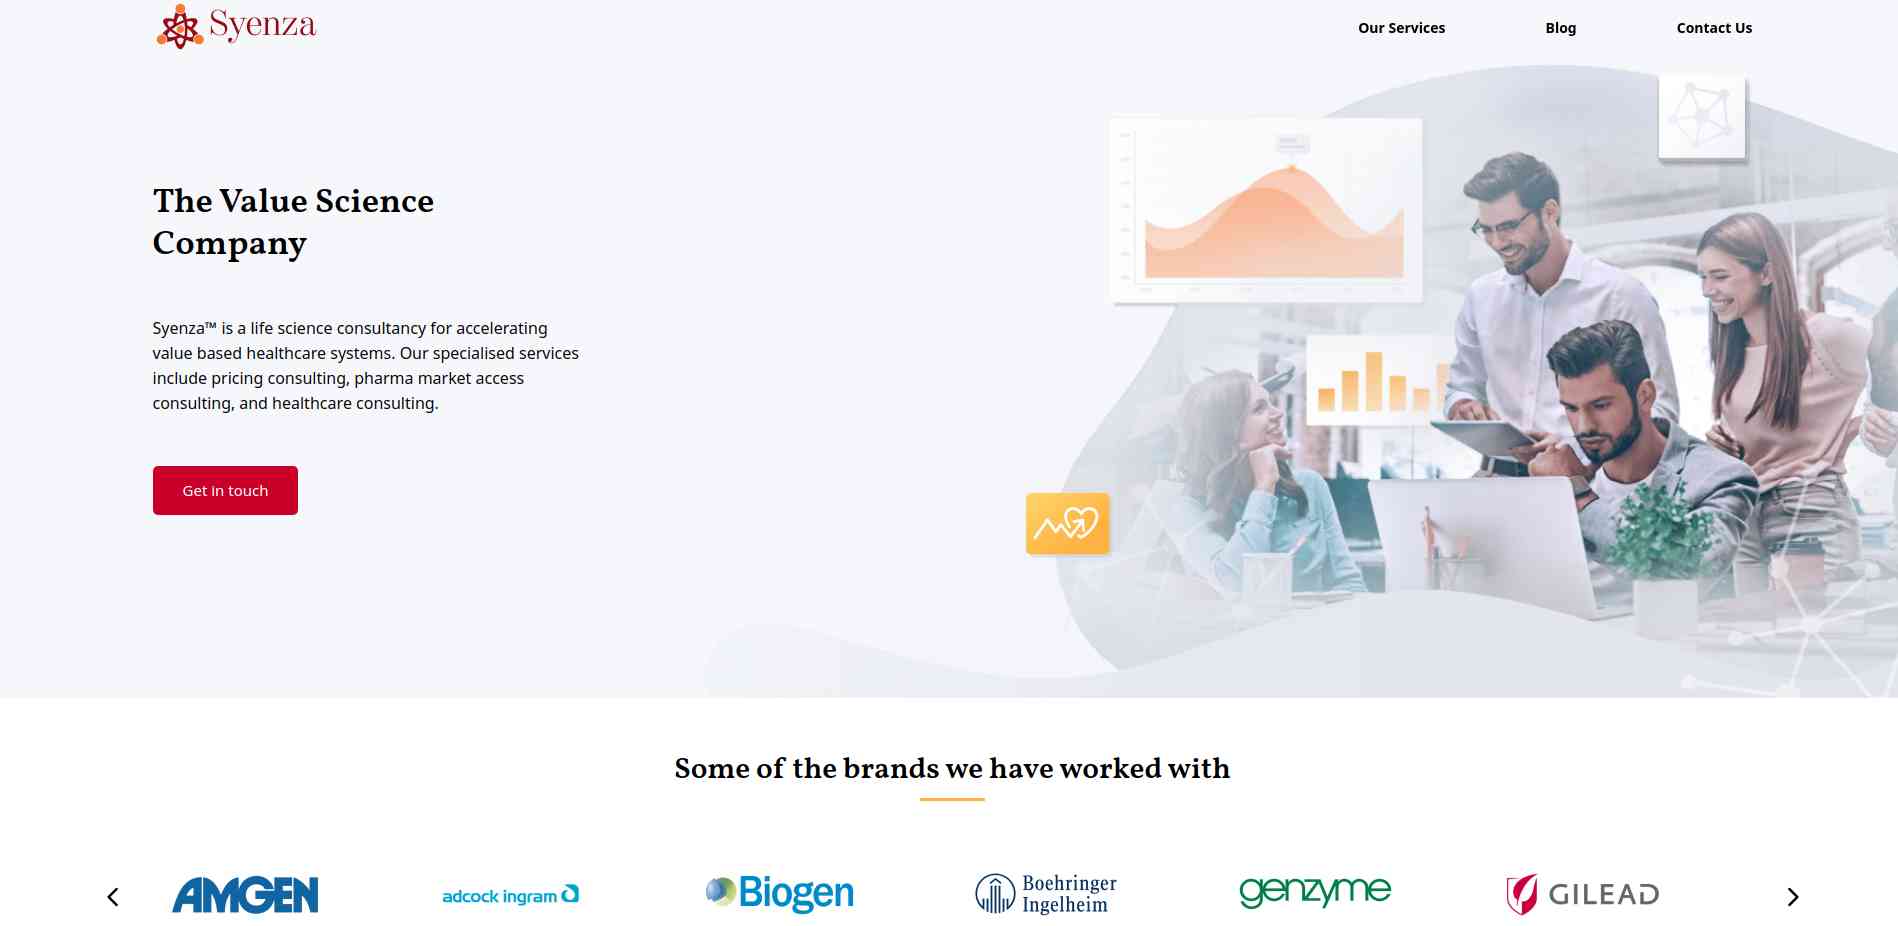 Syenza
Our Services
Blog
Contact Us
The Value Science
Company
Syenza™ is a life science consultancy for accelerating
value based healthcare systems. Our specialised services
include pricing consulting, pharma market access
consulting, and healthcare consulting.
Get in touch
Some of the brands we have worked with
AMGEN
adcock ingram
Biogen
Boehringer
Ingelheim
genzyme
GILEAD